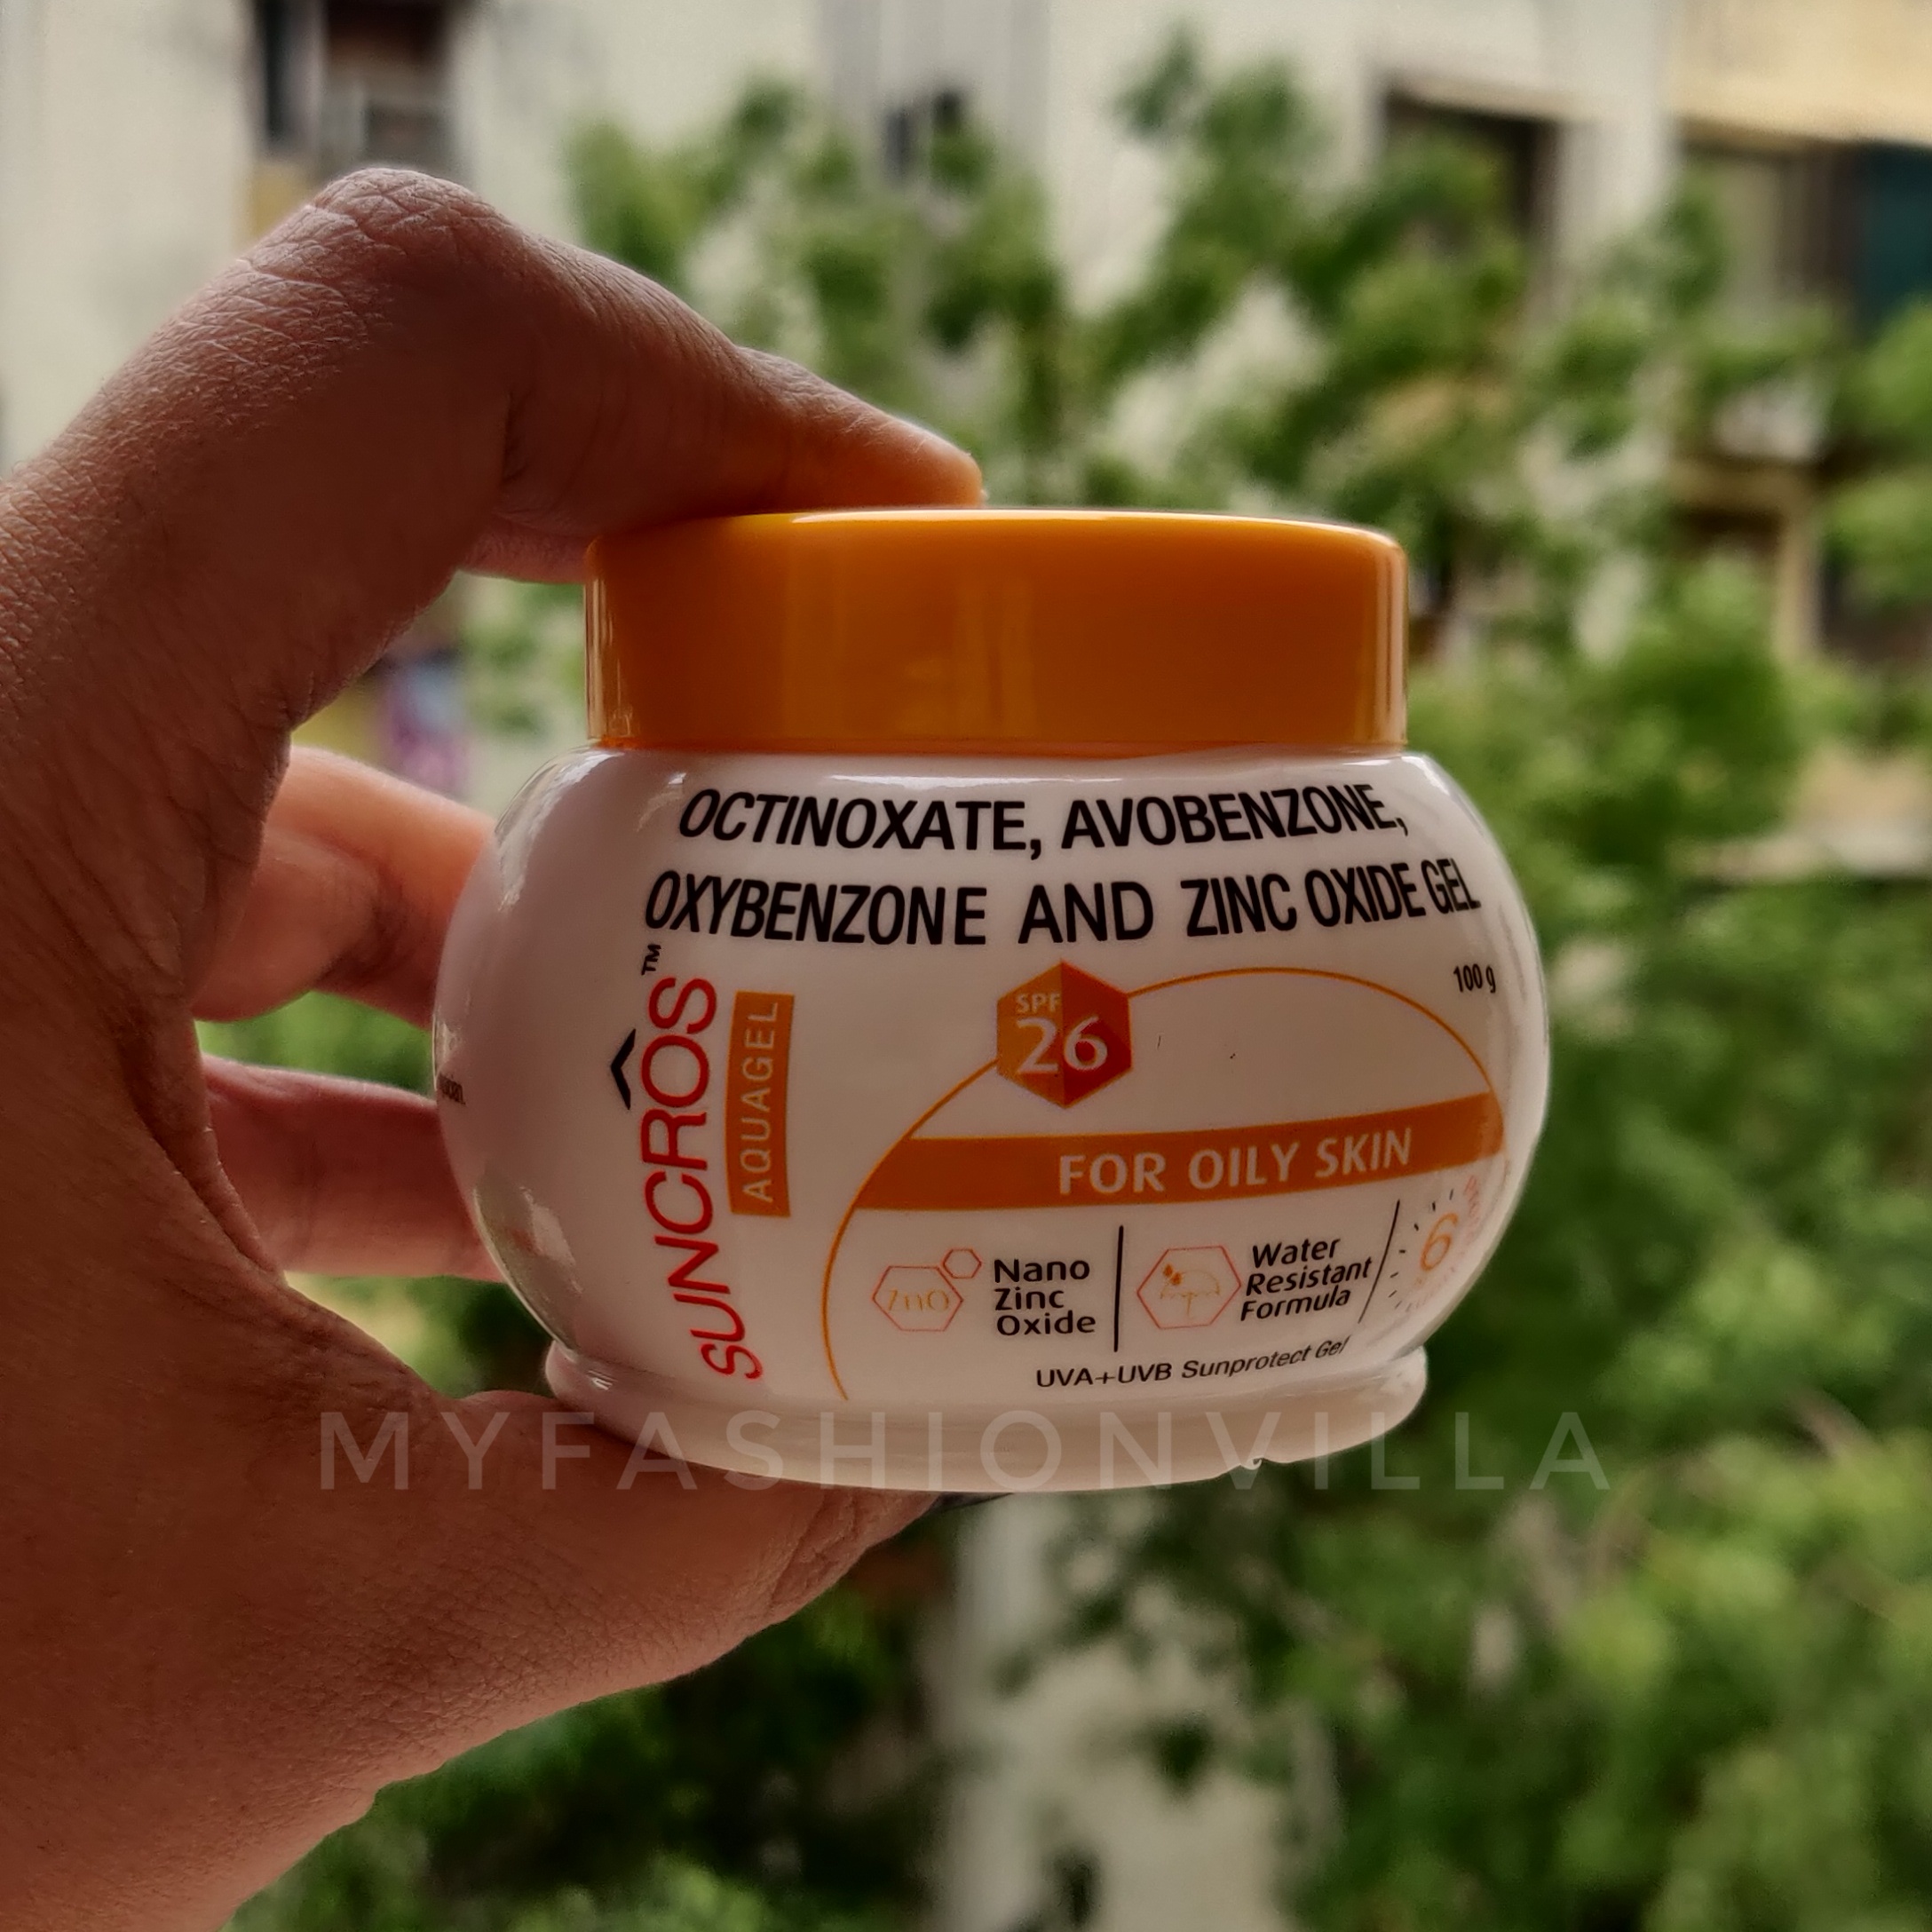 OCTINOXATE, AVOBENZONE,
OXYBENZONE AND ZINC OXIDE GEL
100 g
SUNCRÔS™
AQUAGEL
SPF
26
FOR OILY SKIN
ZnO
Nano
Zinc
Oxide
Water
Resistant
Formula
6
UVA+UVB Sunprotect Gel
MYFASHIONVILLA